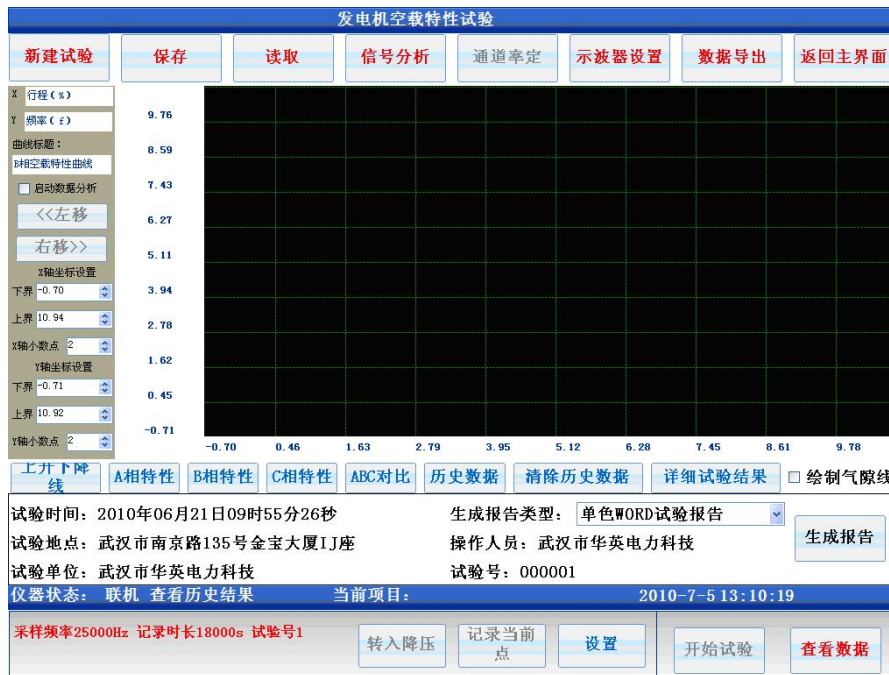 发电机空载特性试验
新建试验 保存 读取 信号分析 通道率定 示波器设置 数据导出 返回主界面
X 行程(%)
Y 频率(f)
曲线标题:
B相空载特性曲线
启动数据分析
<<左移
右移>>
X轴坐标设置
下界 -0.70
上界 10.94
X轴小数点 2
Y轴坐标设置
下界 -0.71
上界 10.92
Y轴小数点 2
9.76
8.59
7.43
6.27
5.11
3.94
2.78
1.62
0.45
-0.71
-0.70 0.46 1.63 2.79 3.95 5.12 6.28 7.45 8.61 9.78
上升下降
线
A相特性 B相特性 C相特性 ABC对比 历史数据 清除历史数据 详细试验结果 绘制气隙线
试验时间: 2010年06月21日09时55分26秒 生成报告类型: 单色WORD试验报告
试验地点: 武汉市南京路135号金宝大厦IJ座 操作人员: 武汉市华英电力科技 生成报告
试验单位: 武汉市华英电力科技 试验号: 000001
仪器状态: 联机 查看历史结果 当前项目: 2010-7-5 13:10:19
采样频率25000Hz 记录时长18000s 试验号1
转入降压
记录当前
点
设置 开始试验 查看数据